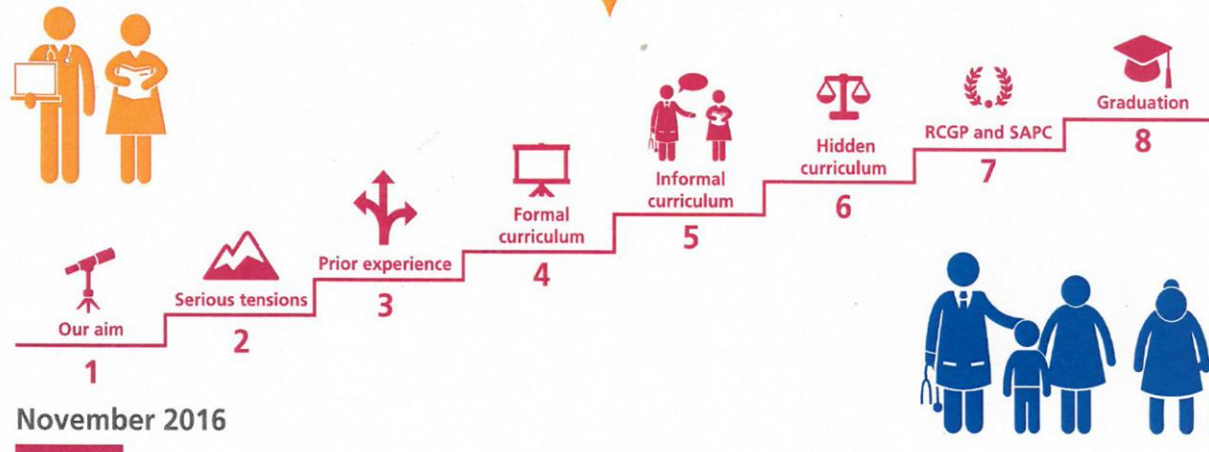 Our aim
1
Serious tensions
2
Prior experience
3
Formal
curriculum
4
Informal
curriculum
5
Hidden
curriculum
6
RCGP and SAPC
7
Graduation
8
November 2016